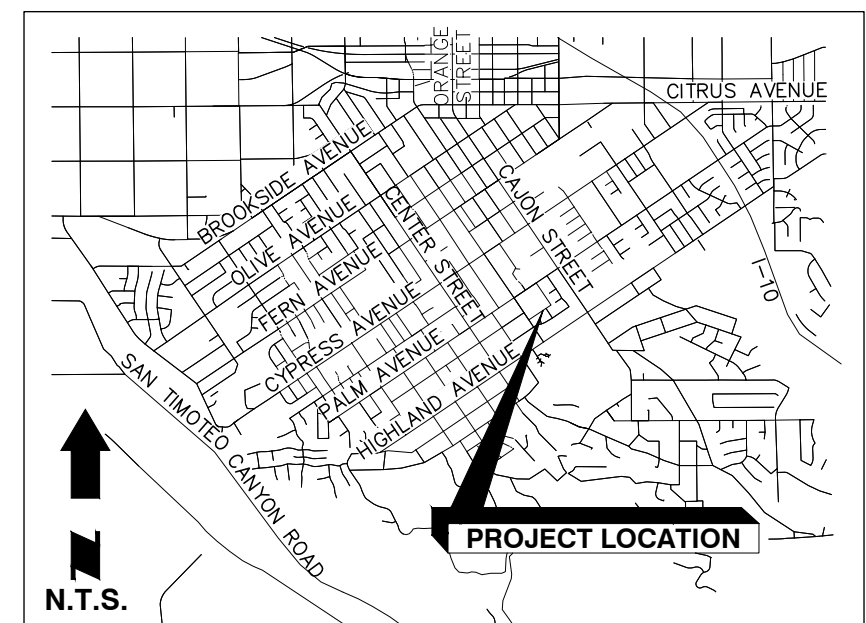 ORANGE
STREET
CITRUS AVENUE
BROOKSIDE AVENUE
OLIVE AVENUE
FERN AVENUE
CYPRESS AVENUE
PALM AVENUE
HIGHLAND AVENUE
CENTER STREET
CAJON STREET
I-10
SAN TIMOTEO CANYON ROAD
PROJECT LOCATION
N
N.T.S.